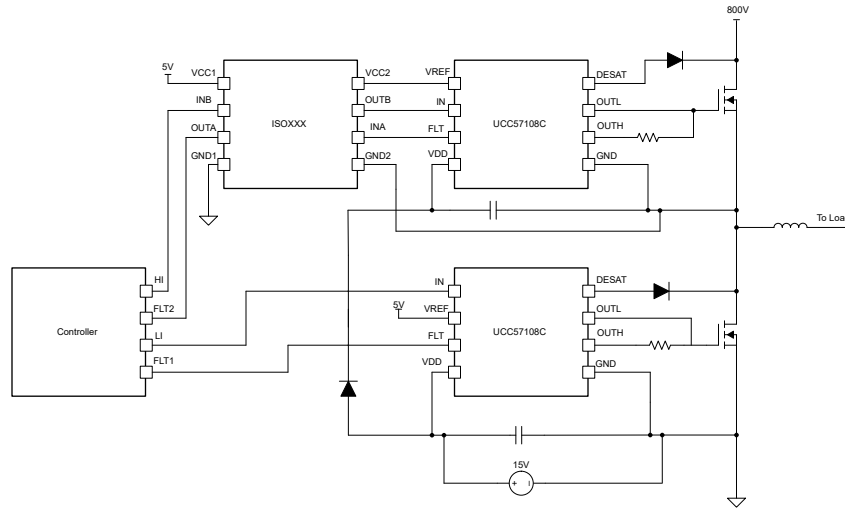 800V
5V
VCC1
VCC2
VREF
DESAT
INB
OUTB
IN
OUTL
ISOXXX
UCC57108C
OUTA
INA
FLT
OUTH
GND1
GND2
VDD
GND
To Loa
HI
IN
DESAT
FLT2
5V
VREF
OUTL
Controller
UCC57108C
LI
FLT
OUTH
FLT1
VDD
GND
15V
+